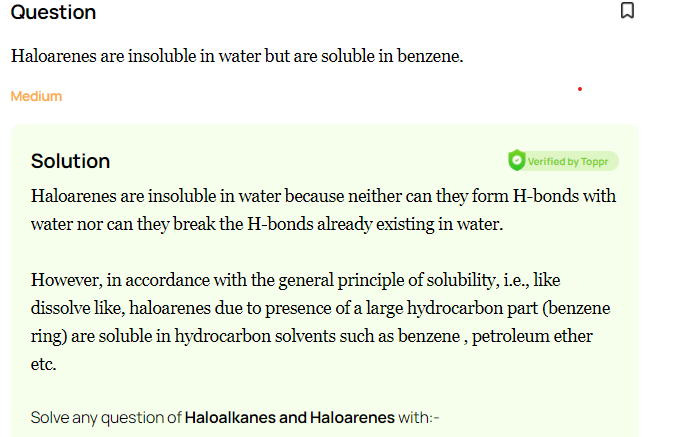 Question
Haloarenes are insoluble in water but are soluble in benzene.
Medium
Solution
Verified by Toppr
Haloarenes are insoluble in water because neither can they form H-bonds with
water nor can they break the H-bonds already existing in water.
However, in accordance with the general principle of solubility, i.e., like
dissolve like, haloarenes due to presence of a large hydrocarbon part (benzene
ring) are soluble in hydrocarbon solvents such as benzene , petroleum ether
etc.
Solve any question of Haloalkanes and Haloarenes with:-